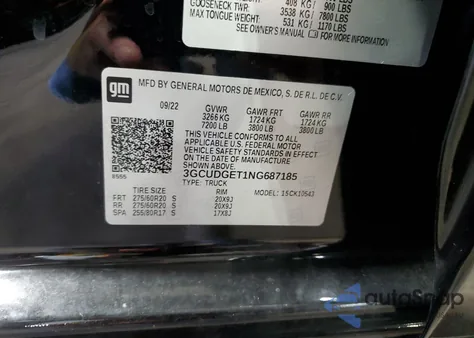 408 KG / 900 LBS
GOOSENECK TWR: 3538 KG / 7800 LBS
MAX TONGUE WEIGHT: 531 KG / 1170 LBS
SEE OWNER'S MANUAL FOR MORE INFORMATION
gm
MFD BY GENERAL MOTORS DE MEXICO, S. DE R.L. DE C.V.
09/22 GVWR GAWR FRT GAWR RR
3266 KG 1724 KG 1724 KG
7200 LB 3800 LB 3800 LB
THIS VEHICLE CONFORMS TO ALL
APPLICABLE U.S. FEDERAL MOTOR
VEHICLE SAFETY STANDARDS IN
EFFECT ON THE DATE OF MANUFACTURE
SHOWN ABOVE.
3GCUDGET1NG687185
TYPE: TRUCK MODEL: 15CK10543
TIRE SIZE RIM
FRT 275/60R20 S 20X9J
RR 275/60R20 S 20X9J
SPA 255/80R17 S 17X8J
autoSnap